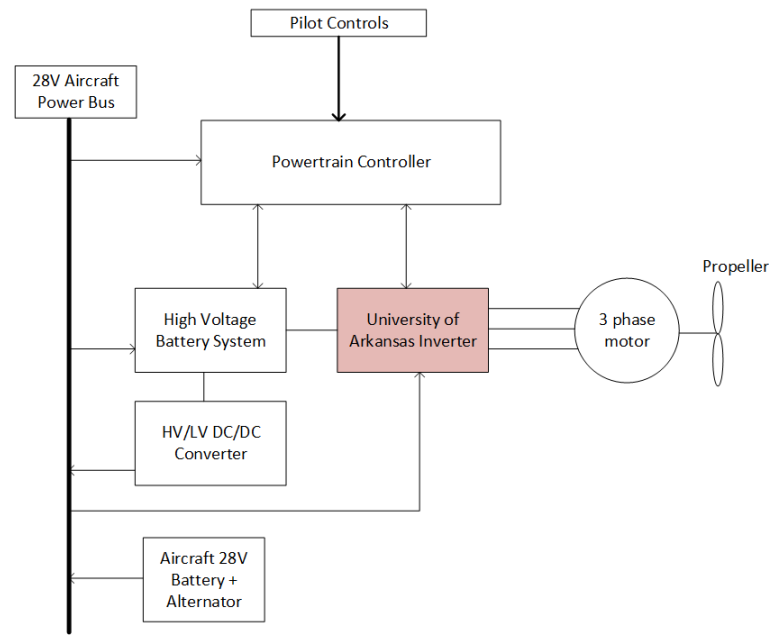 Pilot Controls
28V Aircraft
Power Bus
Powertrain Controller
Propeller
High Voltage
Battery System
University of
Arkansas Inverter
3 phase
motor
HV/LV DC/DC
Converter
Aircraft 28V
Battery +
Alternator